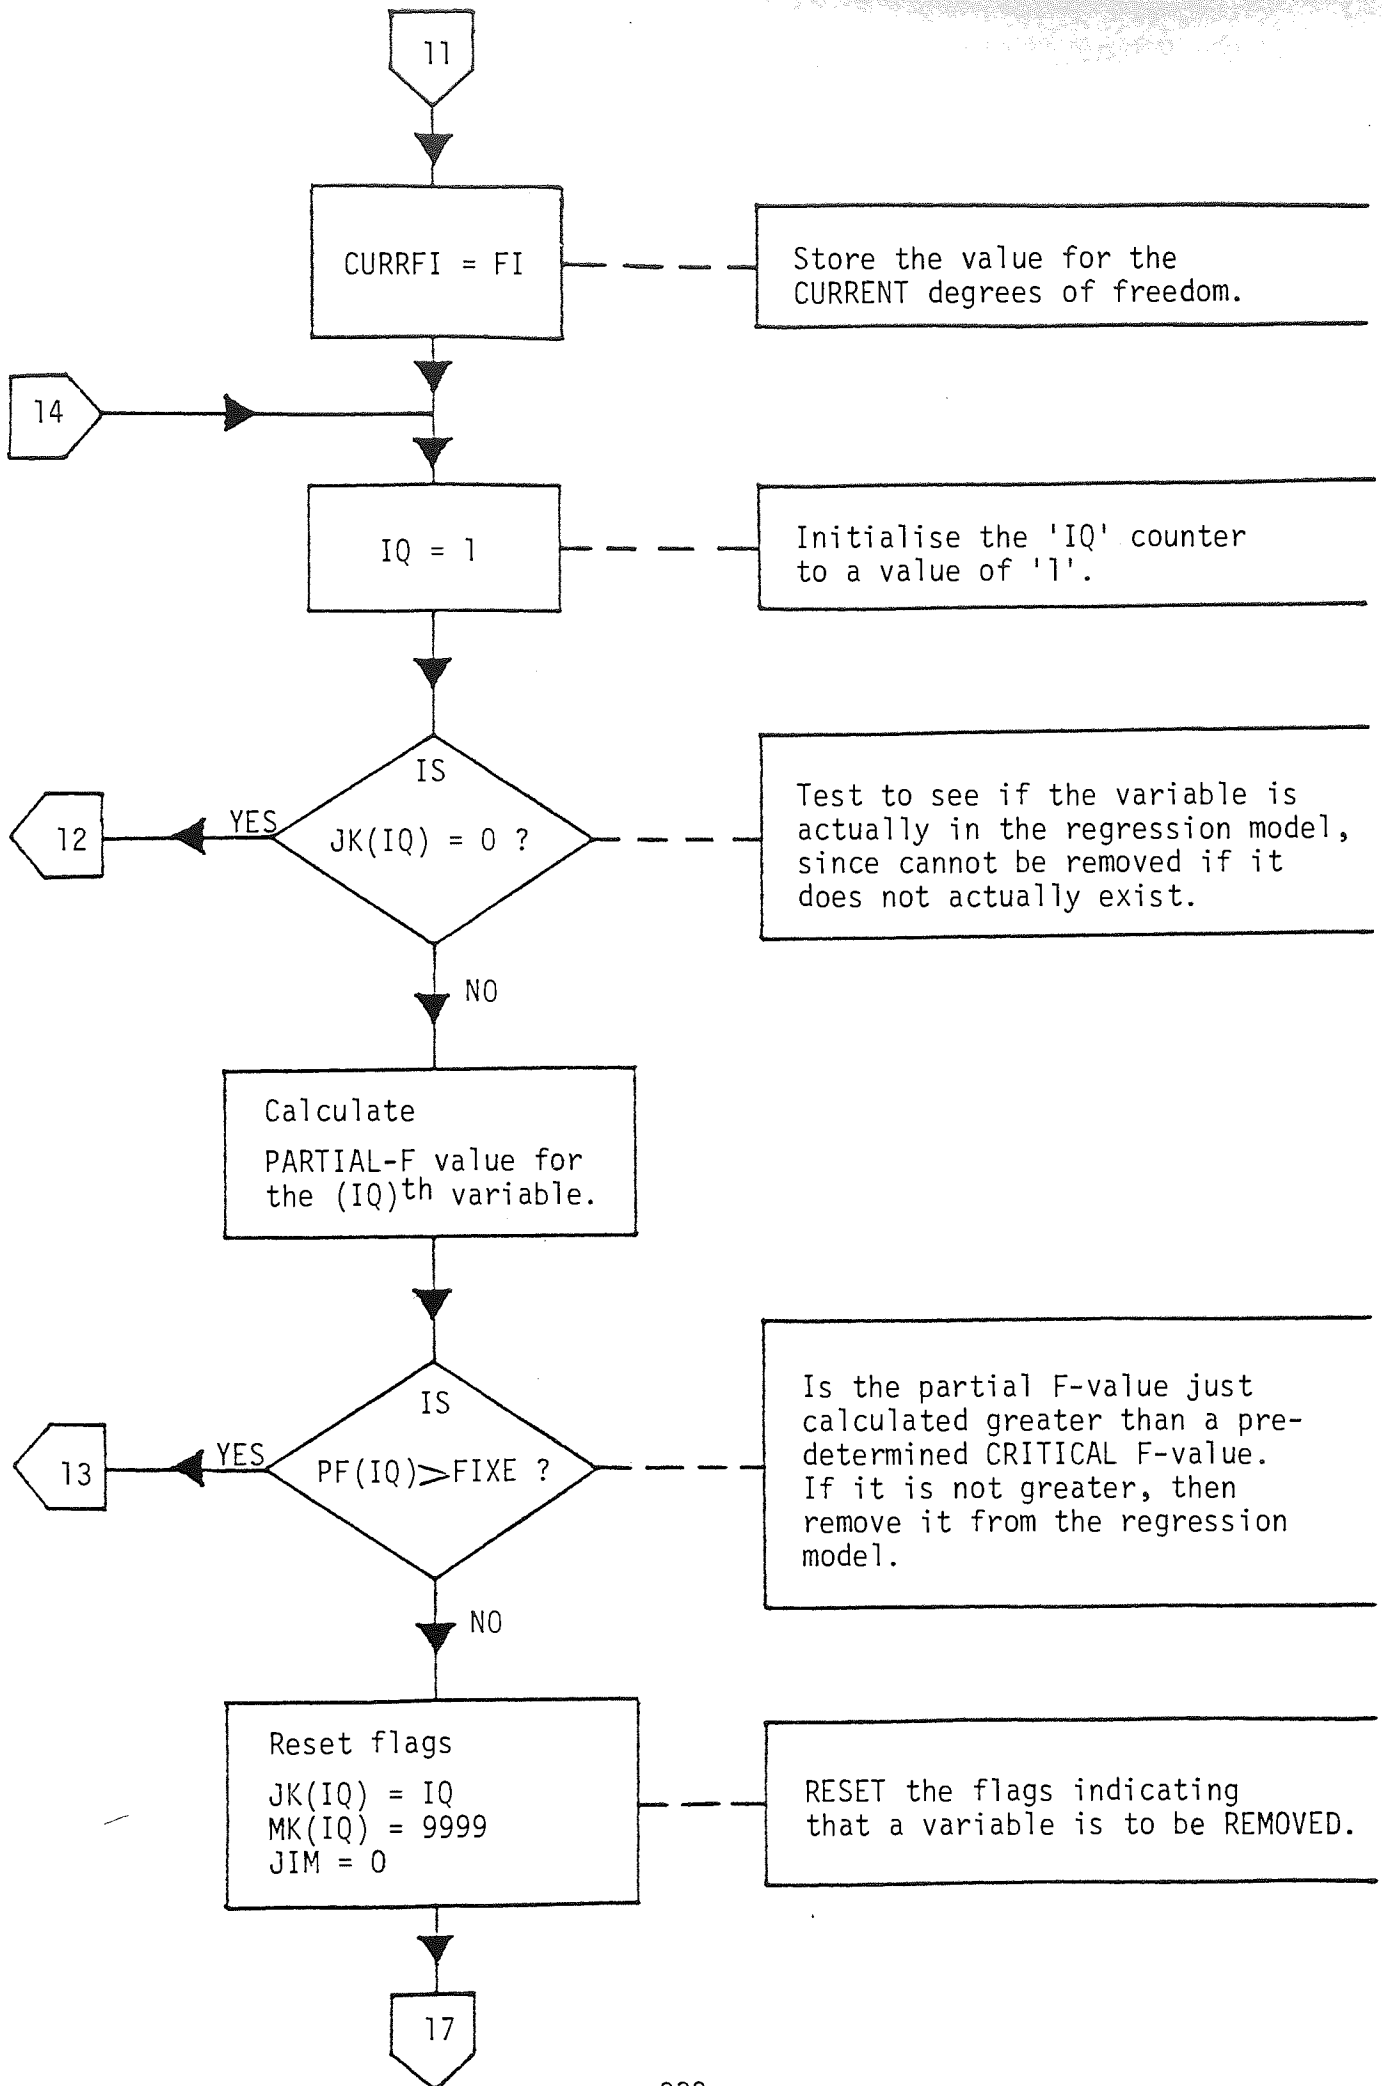 11
CURRFI = FI
Store the value for the
CURRENT degrees of freedom.
14
IQ = 1
Initialise the 'IQ' counter
to a value of '1'.
IS
JK(IQ) = 0 ?
YES
12
Test to see if the variable is
actually in the regression model,
since cannot be removed if it
does not actually exist.
NO
Calculate
PARTIAL-F value for
the (IQ)th variable.
IS
PF(IQ)>FIXE ?
YES
13
Is the partial F-value just
calculated greater than a pre-
determined CRITICAL F-value.
If it is not greater, then
remove it from the regression
model.
NO
Reset flags
JK(IQ) = IQ
MK(IQ) = 9999
JIM = 0
RESET the flags indicating
that a variable is to be REMOVED.
17